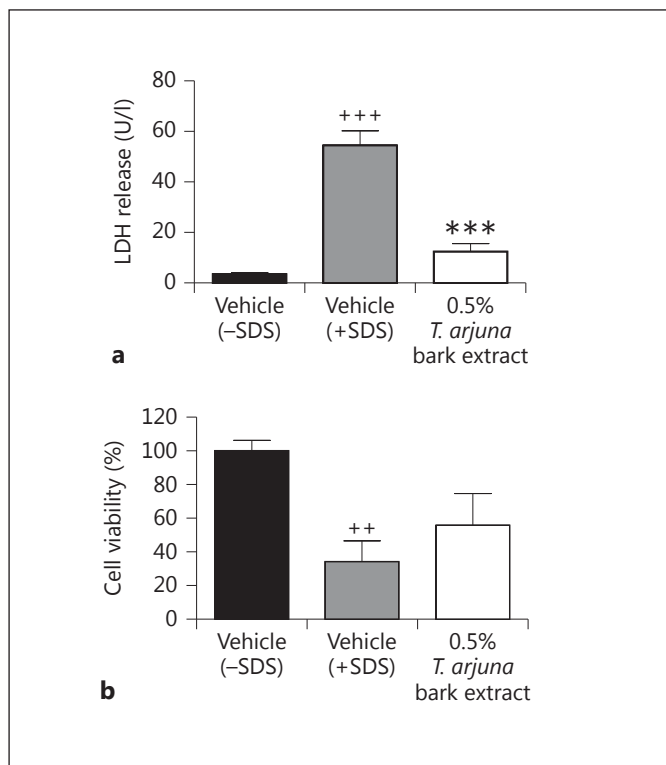 80
60
40
20
0
LDH release (U/l)
+++
***
Vehicle
(–SDS)
Vehicle
(+SDS)
0.5%
T. arjuna
bark extract
a
120
100
80
60
40
20
0
Cell viability (%)
++
Vehicle
(–SDS)
Vehicle
(+SDS)
0.5%
T. arjuna
bark extract
b